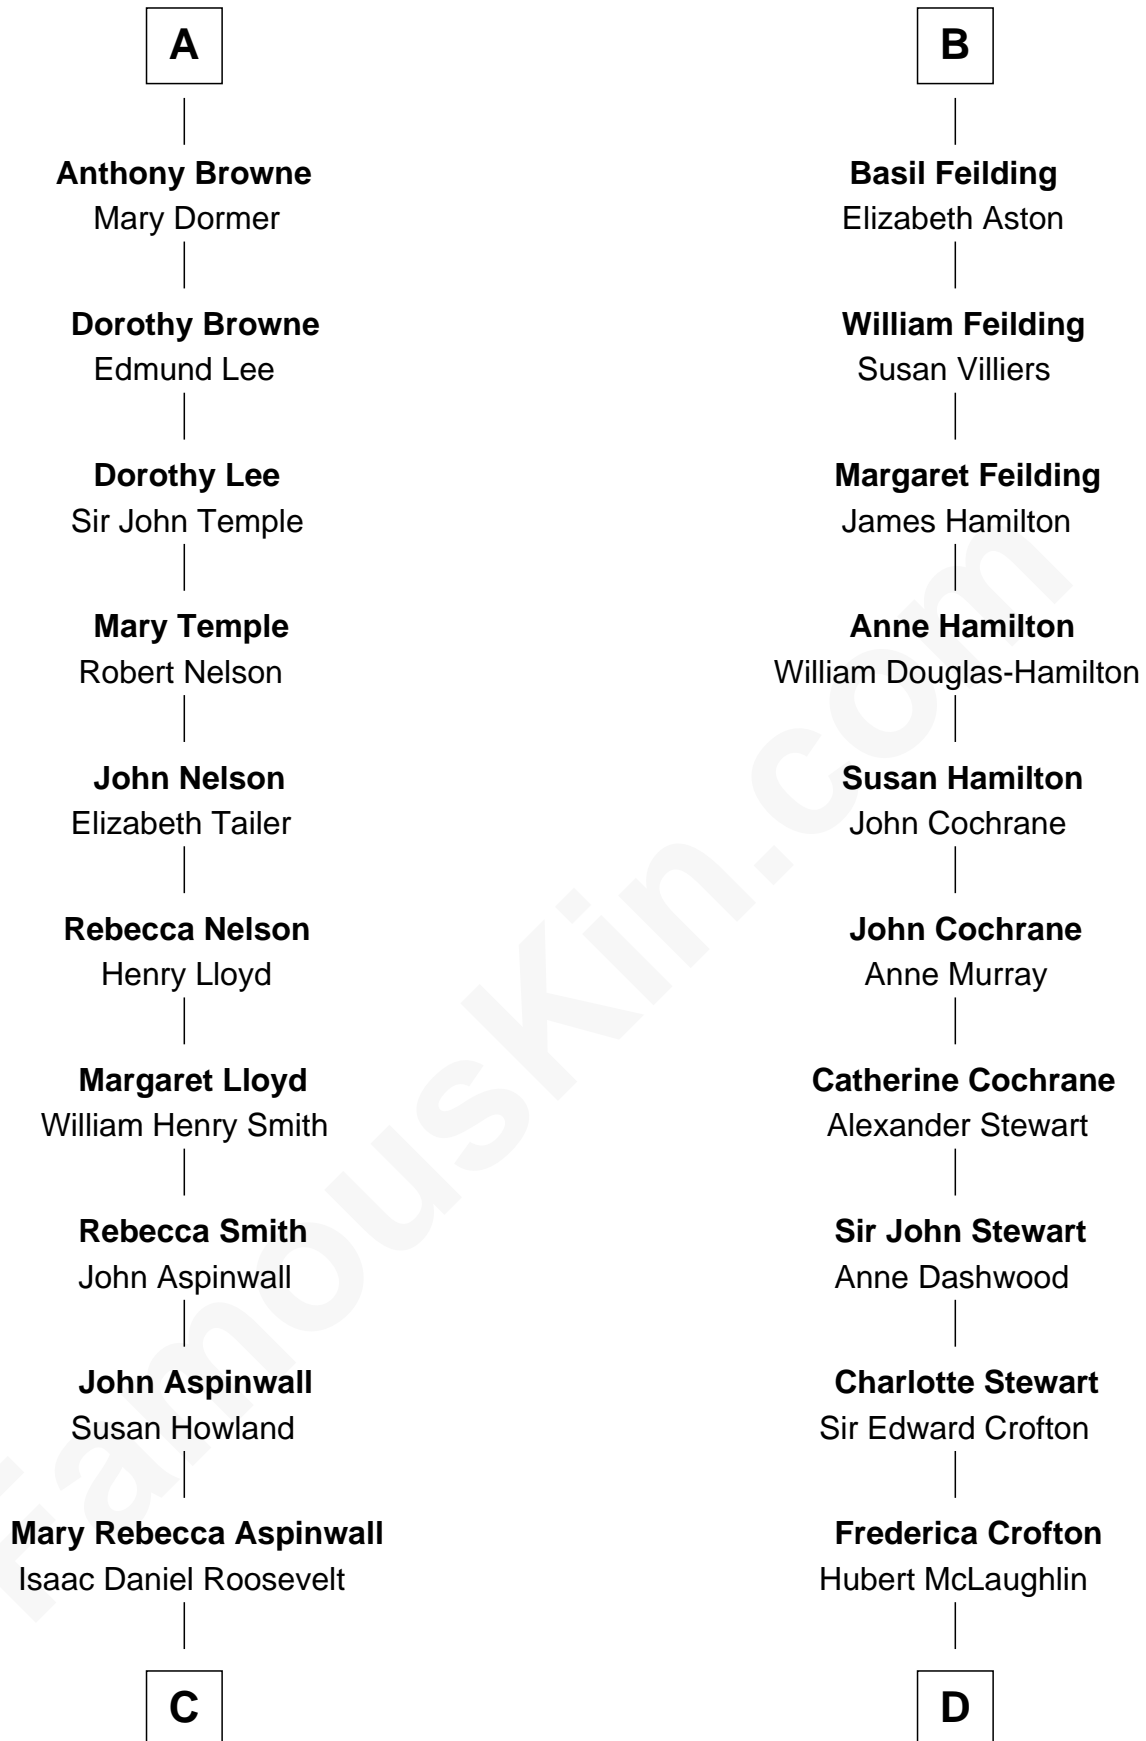 A
Anthony Browne
Mary Dormer
Dorothy Browne
Edmund Lee
Dorothy Lee
Sir John Temple
Mary Temple
Robert Nelson
John Nelson
Elizabeth Tailer
Rebecca Nelson
Henry Lloyd
Margaret Lloyd
William Henry Smith
Rebecca Smith
John Aspinwall
John Aspinwall
Susan Howland
Mary Rebecca Aspinwall
Isaac Daniel Roosevelt
C
B
Basil Feilding
Elizabeth Aston
William Feilding
Susan Villiers
Margaret Feilding
James Hamilton
Anne Hamilton
William Douglas-Hamilton
Susan Hamilton
John Cochrane
John Cochrane
Anne Murray
Catherine Cochrane
Alexander Stewart
Sir John Stewart
Anne Dashwood
Charlotte Stewart
Sir Edward Crofton
Frederica Crofton
Hubert McLaughlin
D
FamousKin.com